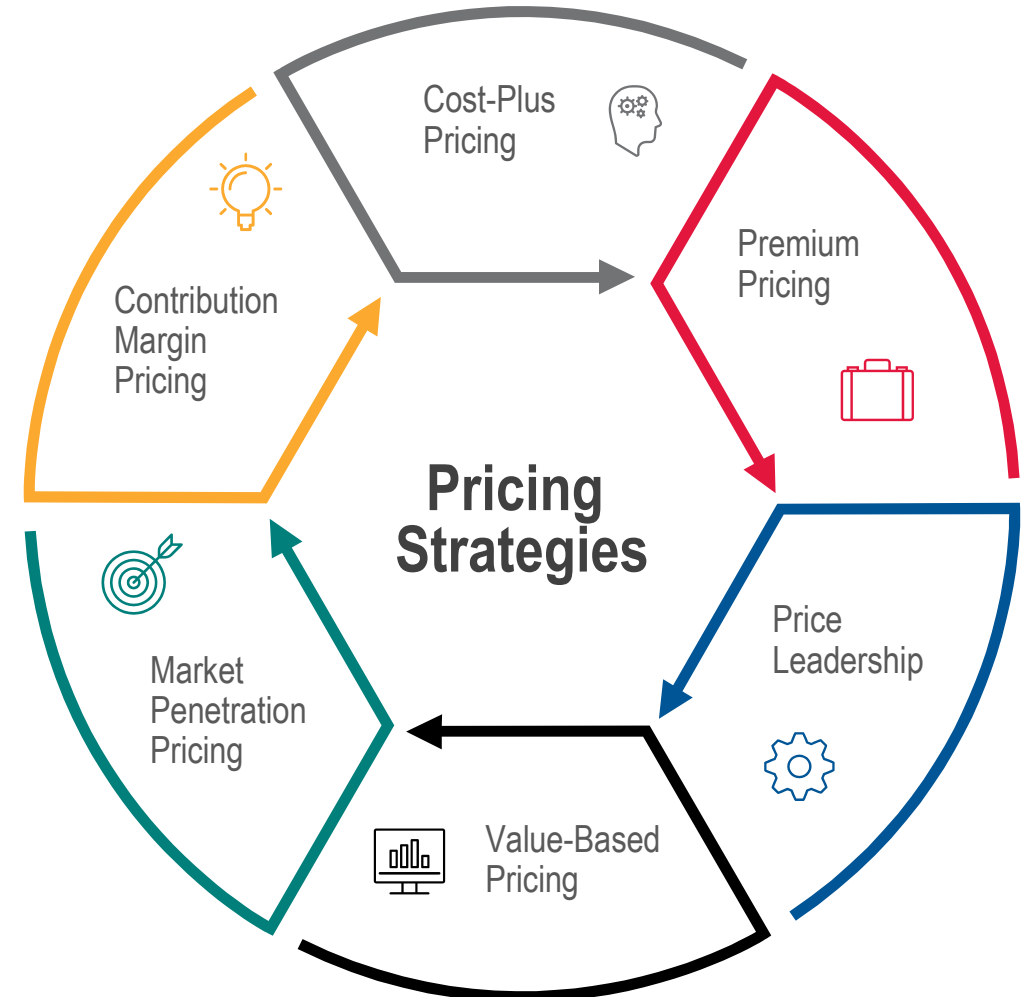 Cost-Plus
Pricing
Premium
Pricing
Price
Leadership
Value-Based
Pricing
Market
Penetration
Pricing
Contribution
Margin
Pricing
Pricing
Strategies